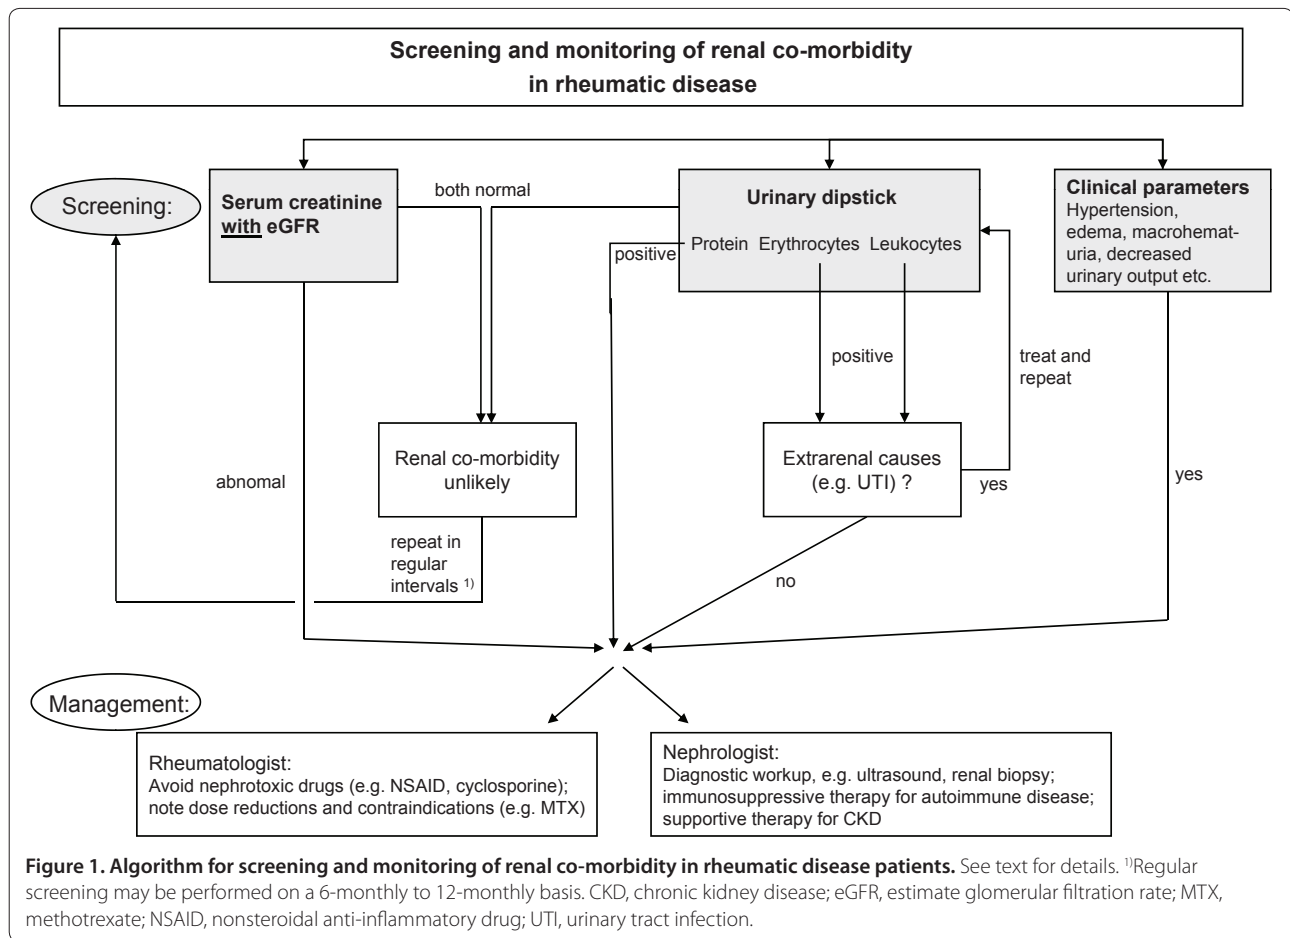 Screening and monitoring of renal co-morbidity
in rheumatic disease
Screening:
Serum creatinine
with eGFR
both normal
Urinary dipstick
Protein Erythrocytes Leukocytes
Clinical parameters
Hypertension,
edema, macrohemat-
uria, decreased
urinary output etc.
positive
positive
treat and
repeat
abnomal
Renal co-morbidity
unlikely
Extrarenal causes
(e.g. UTI) ?
yes
yes
repeat in
regular
intervals 1)
no
Management:
Rheumatologist:
Avoid nephrotoxic drugs (e.g. NSAID, cyclosporine);
note dose reductions and contraindications (e.g. MTX)
Nephrologist:
Diagnostic workup, e.g. ultrasound, renal biopsy;
immunosuppressive therapy for autoimmune disease;
supportive therapy for CKD
Figure 1. Algorithm for screening and monitoring of renal co-morbidity in rheumatic disease patients. See text for details. 1)Regular
screening may be performed on a 6-monthly to 12-monthly basis. CKD, chronic kidney disease; eGFR, estimate glomerular filtration rate; MTX,
methotrexate; NSAID, nonsteroidal anti-inflammatory drug; UTI, urinary tract infection.